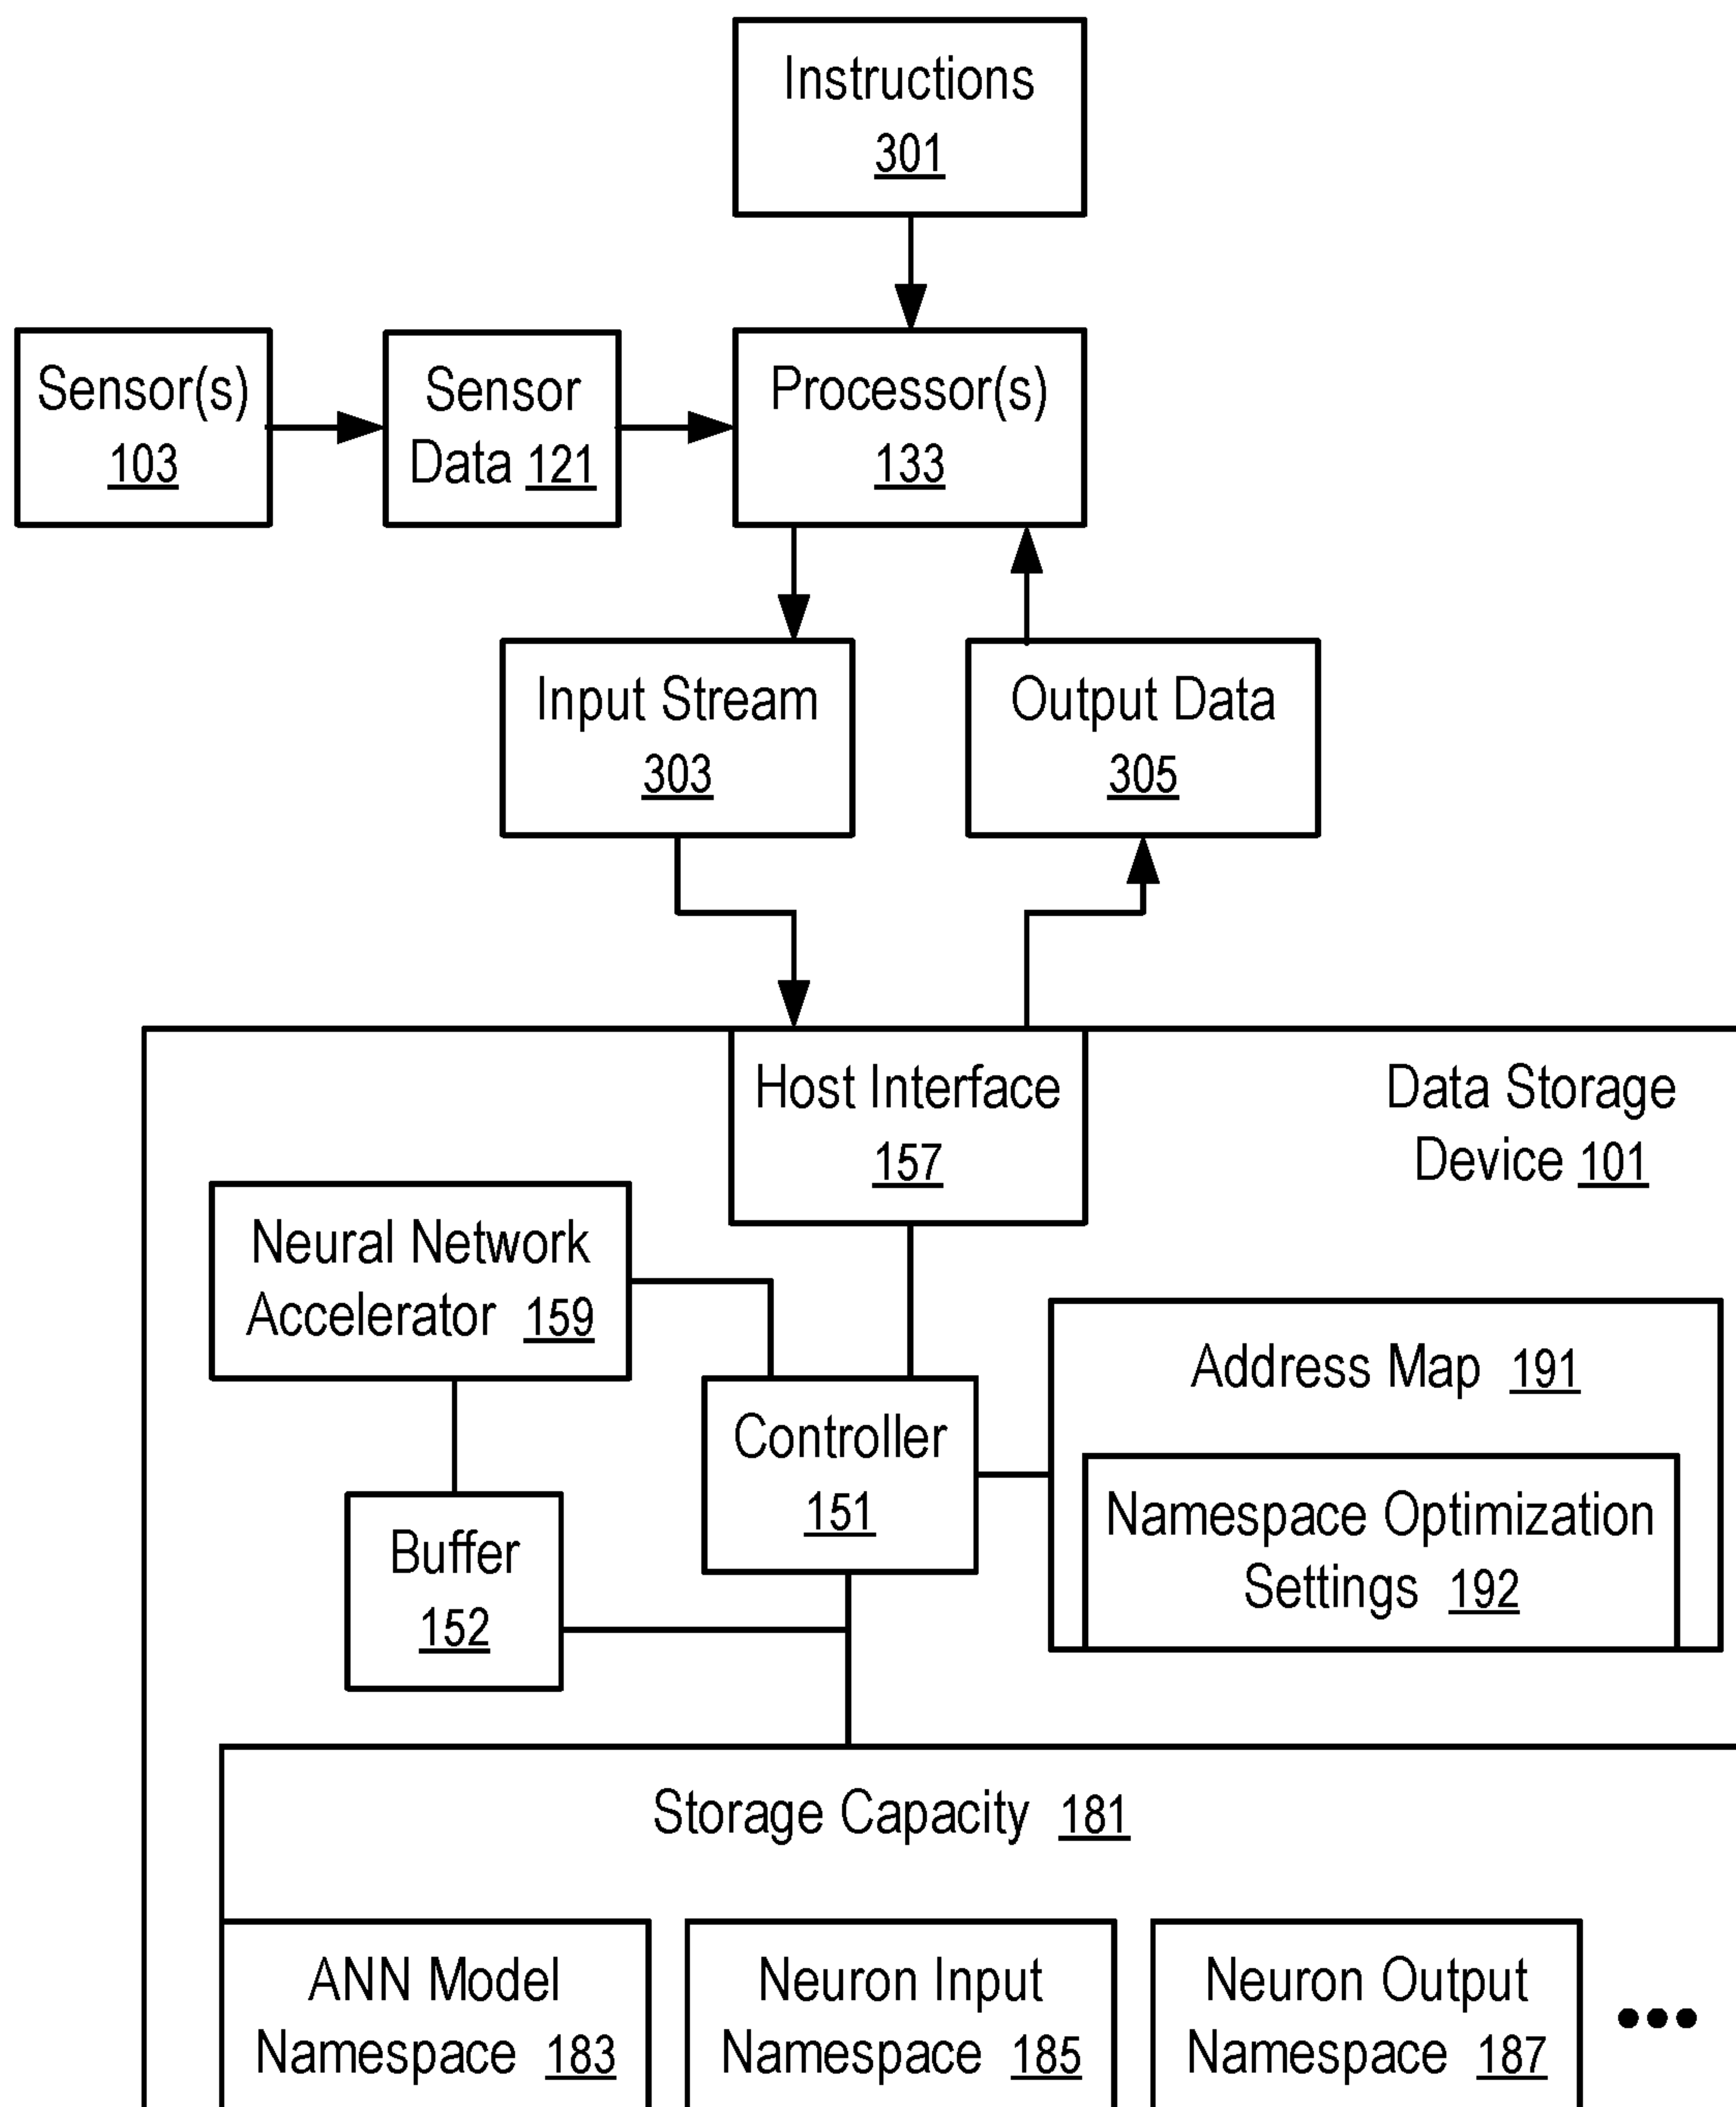 Instructions
301
Sensor(s)
103
Sensor
Data 121
Processor(s)
133
Input Stream
303
Output Data
305
Host Interface
157
Data Storage
Device 101
Neural Network
Accelerator 159
Address Map 191
Controller
151
Namespace Optimization
Settings 192
Buffer
152
Storage Capacity 181
ANN Model
Namespace 183
Neuron Input
Namespace 185
Neuron Output
Namespace 187